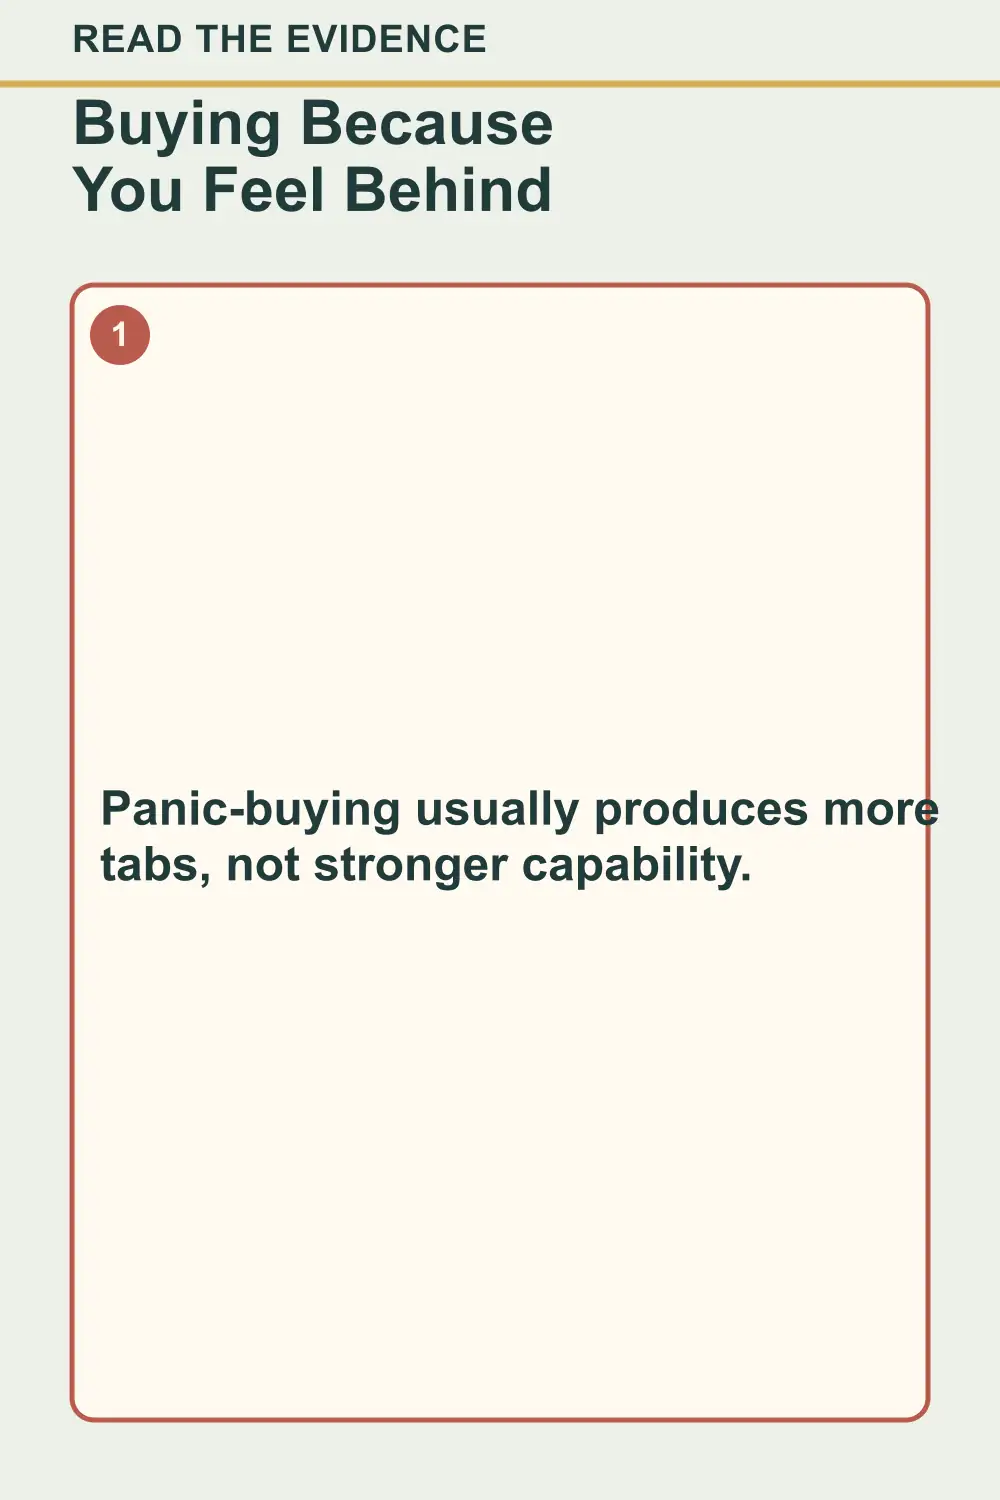 READ THE EVIDENCE
Buying Because
You Feel Behind
1
Panic-buying usually produces more
tabs, not stronger capability.